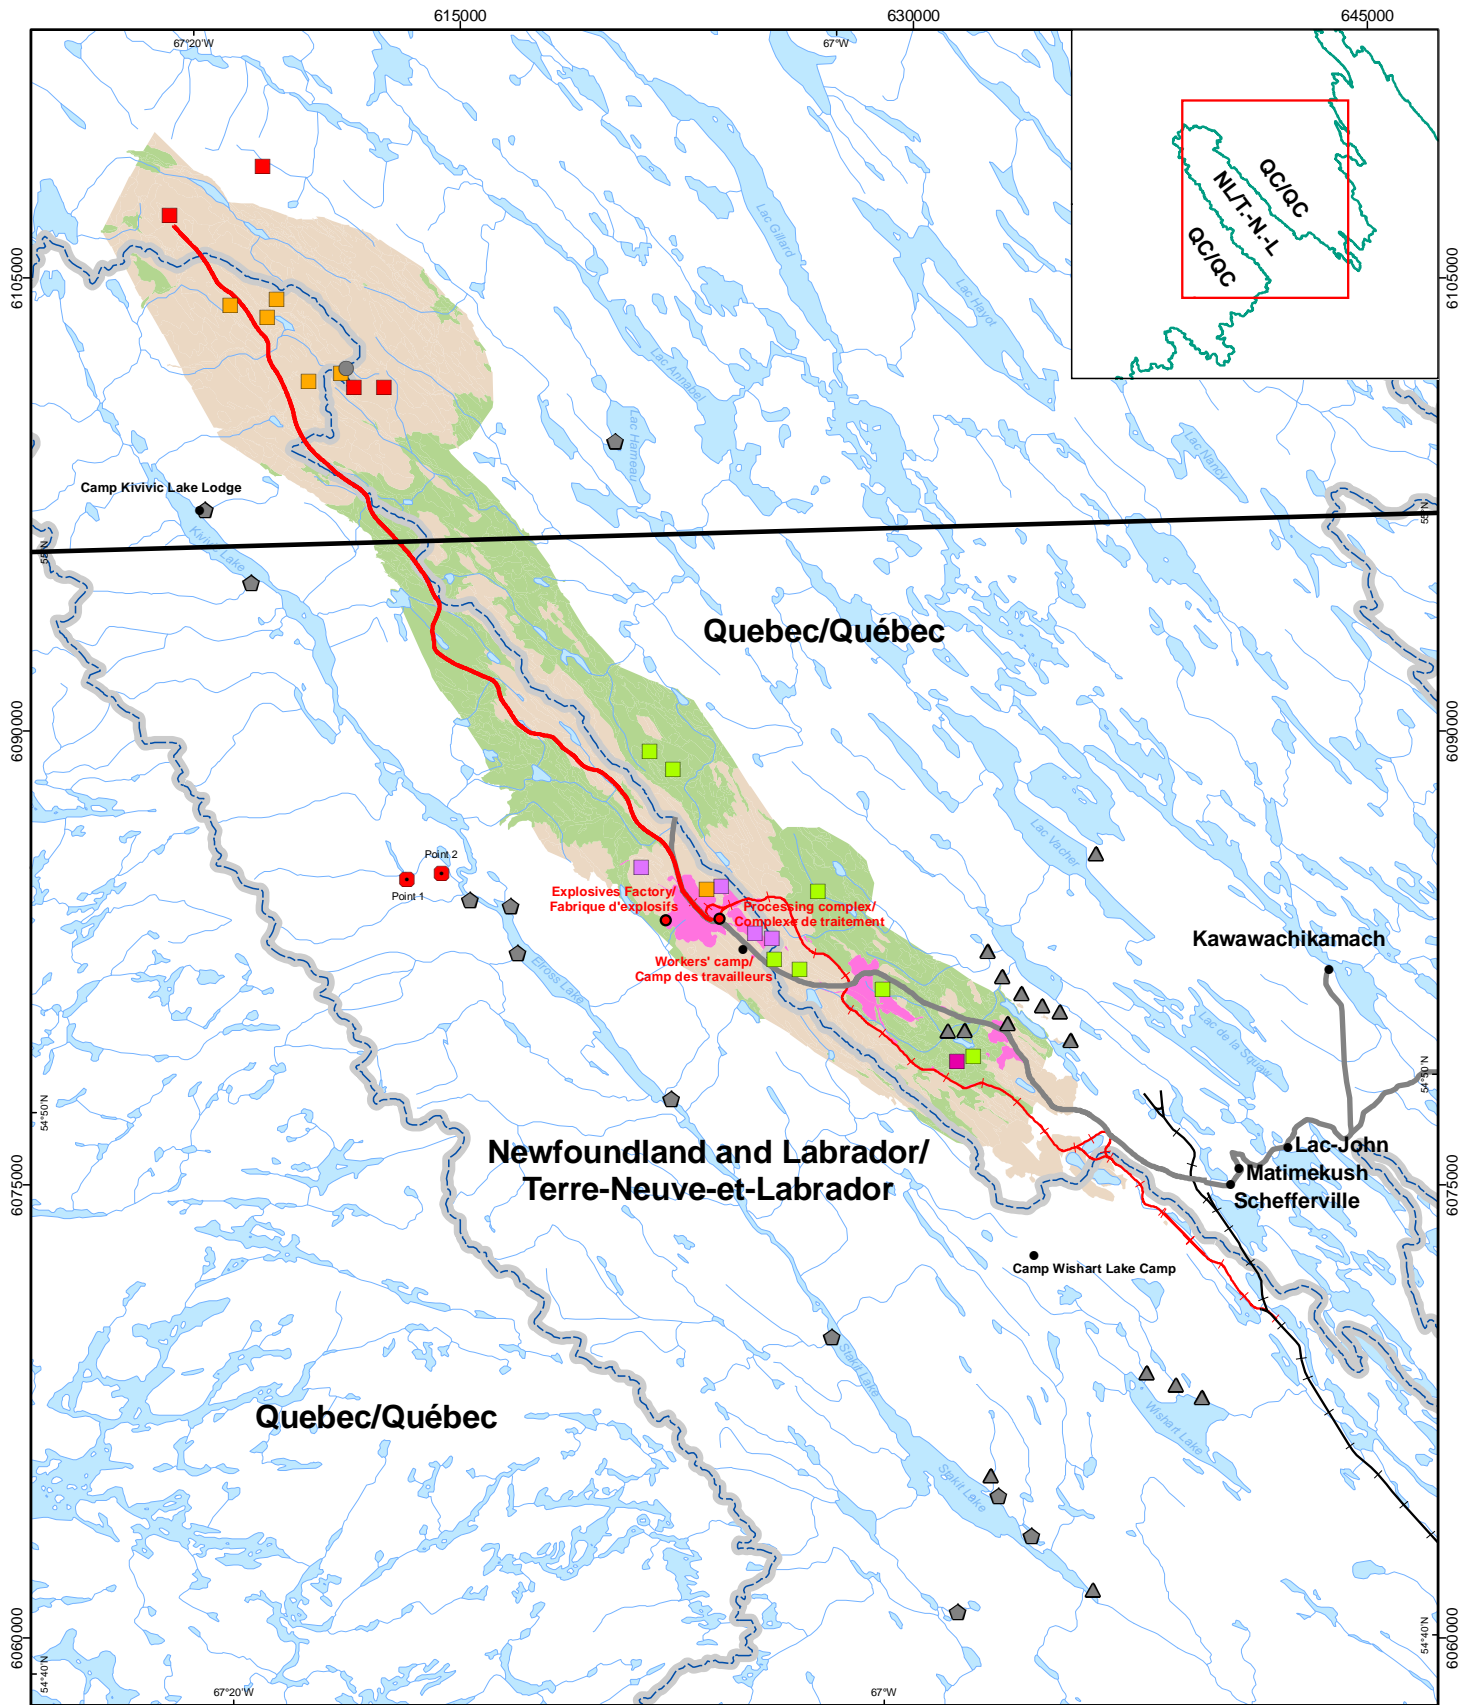 615000
630000
645000
67°20'W
67°W
QC/QC
NL/T.-N.-L
QC/QC
6105000
6105000
Lac Gillard
Lac Hayot
Lac Annabel
Lac Hameau
Lac Nancy
Camp Kivivic Lake Lodge
Kivivic Lake
55°N
55°N
Quebec/Québec
6090000
6090000
Lac Vacher
Point 2
Point 1
Explosives Factory/
Fabrique d'explosifs
Processing complex/
Complexe de traitement
Workers' camp/
Camp des travailleurs
Elross Lake
Kawawachikamach
Lac de la Squaw
54°50'N
54°50'N
Newfoundland and Labrador/
Terre-Neuve-et-Labrador
Lac-John
Matimekush
Schefferville
6075000
6075000
Camp Wishart Lake Camp
Stakit Lake
Wishart Lake
Quebec/Québec
Stakit Lake
6060000
6060000
54°40'N
54°40'N
67°20'W
67°W